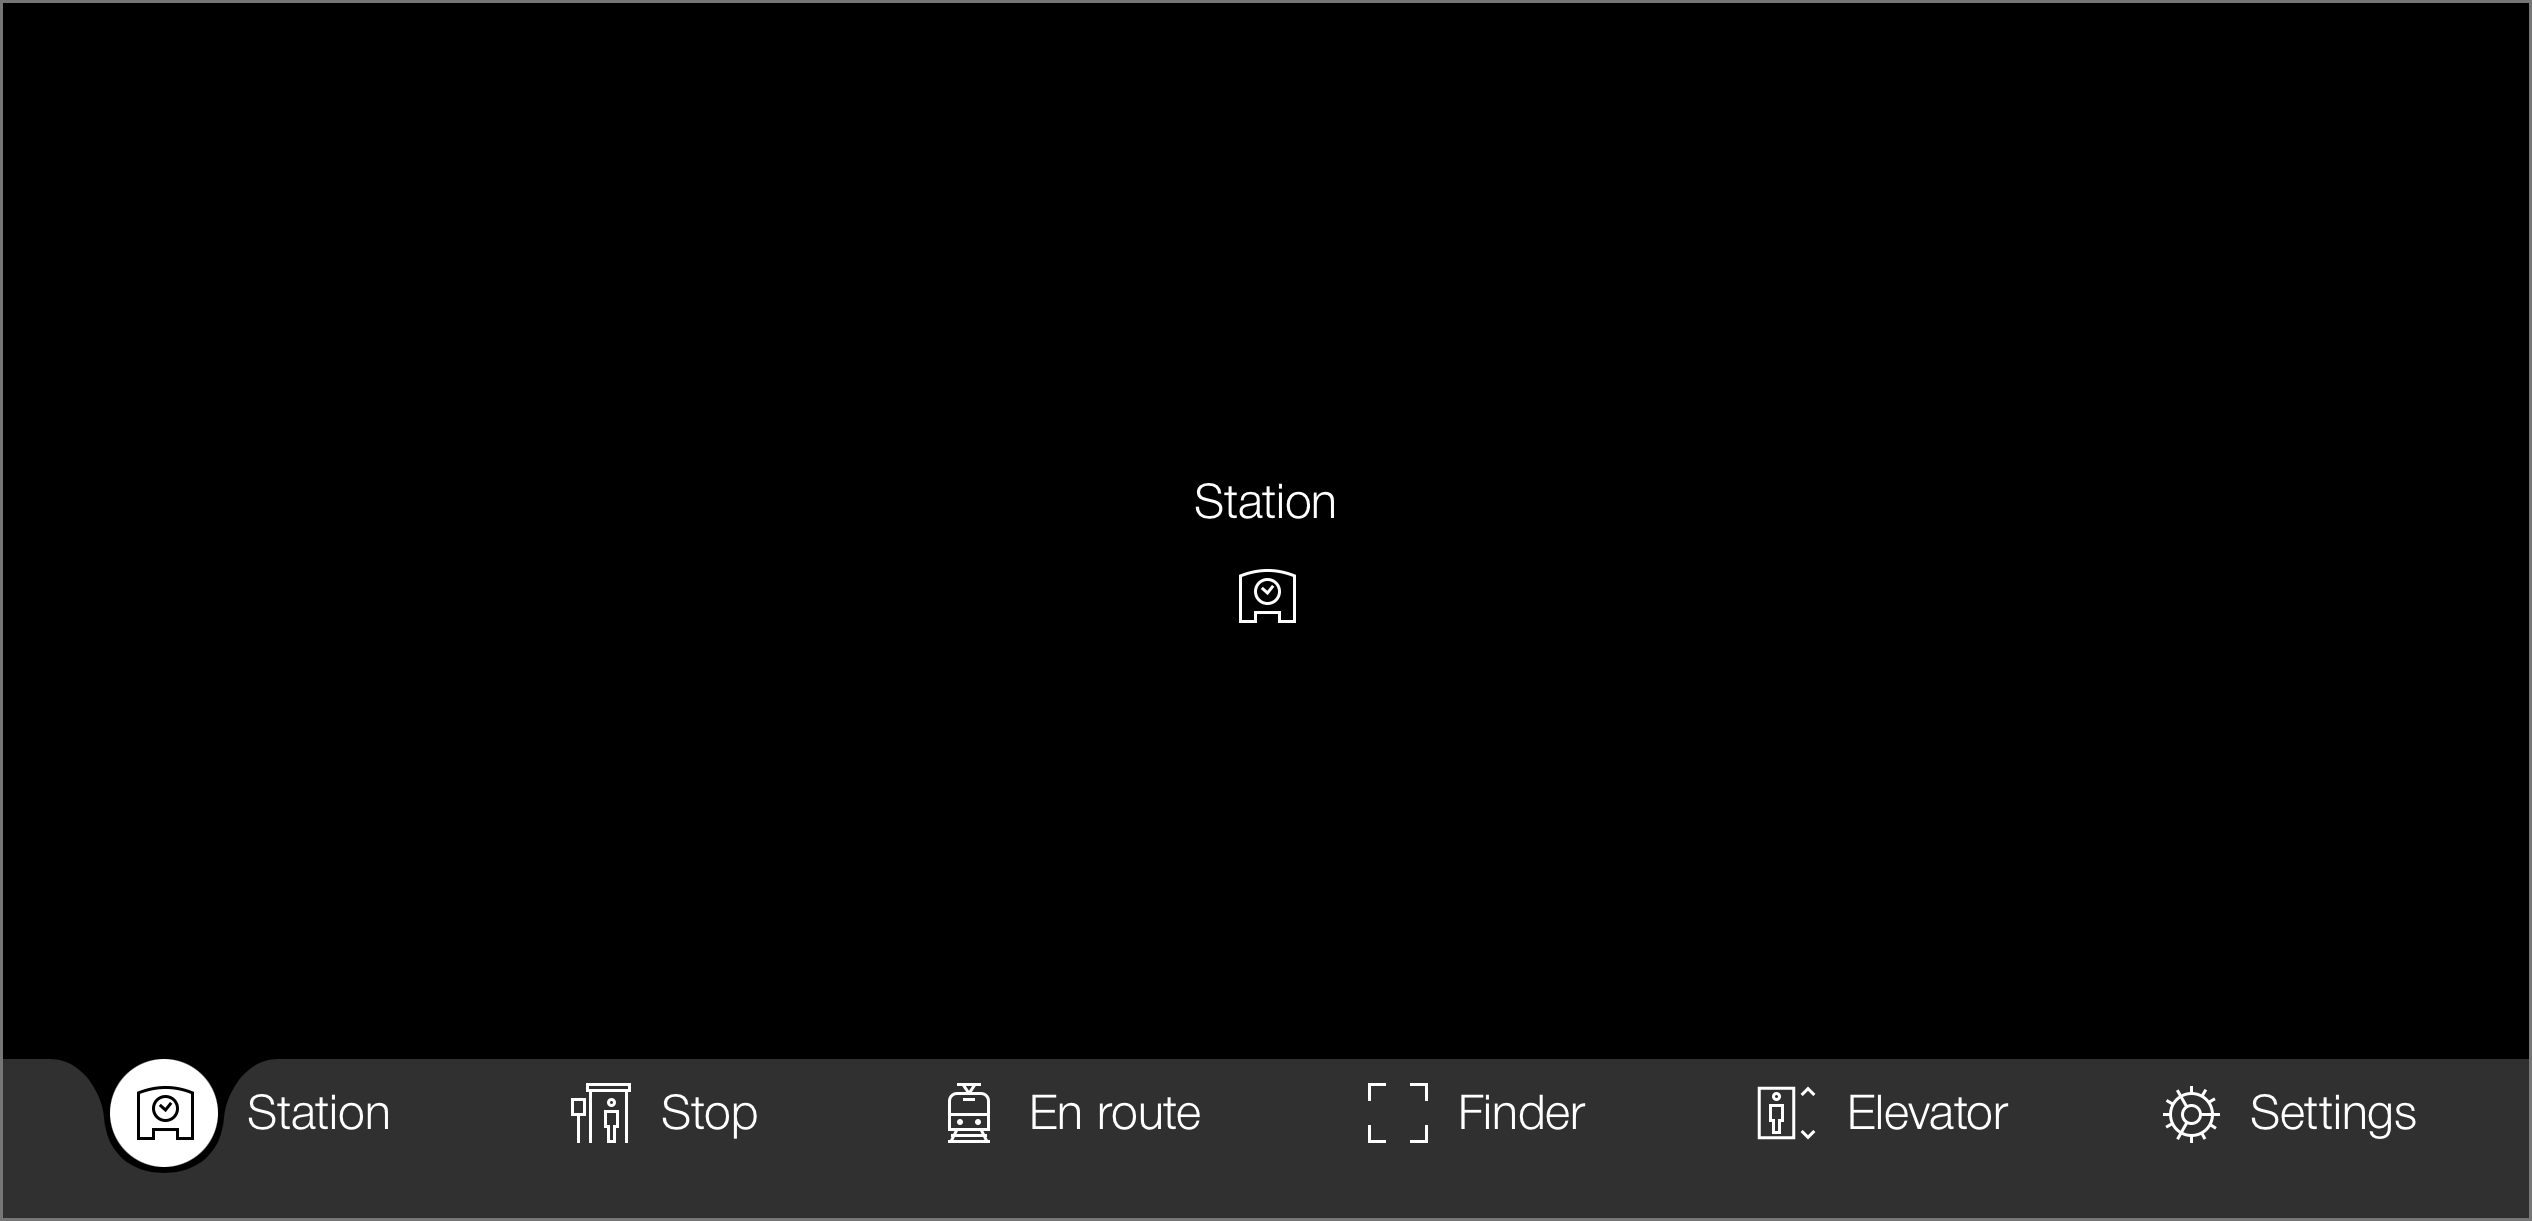 Station
Station
Stop
En route
Finder
Elevator
Settings